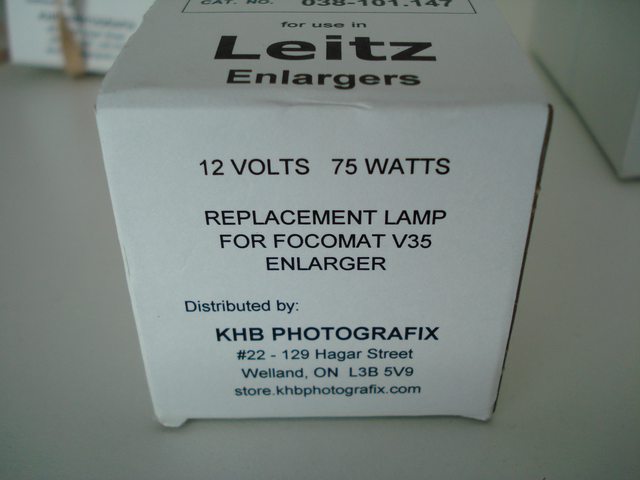 CAT. NO. 038-101.147
for use in
Leitz
Enlargers
12 VOLTS 75 WATTS
REPLACEMENT LAMP
FOR FOCOMAT V35
ENLARGER
Distributed by:
KHB PHOTOGRAFIX
#22 - 129 Hagar Street
Welland, ON L3B 5V9
store.khbphotografix.com